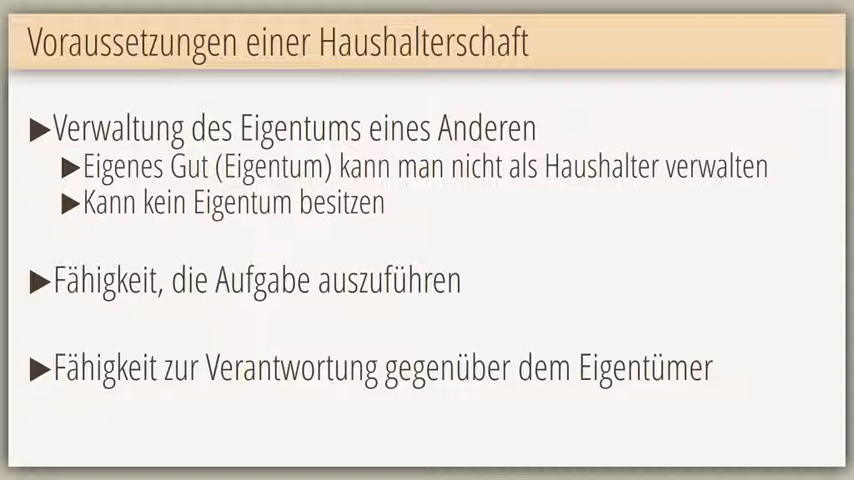 Voraussetzungen einer Haushalterschaft
▶Verwaltung des Eigentums eines Anderen
▶Eigenes Gut (Eigentum) kann man nicht als Haushalter verwalten
▶Kann kein Eigentum besitzen
▶Fähigkeit, die Aufgabe auszuführen
▶Fähigkeit zur Verantwortung gegenüber dem Eigentümer